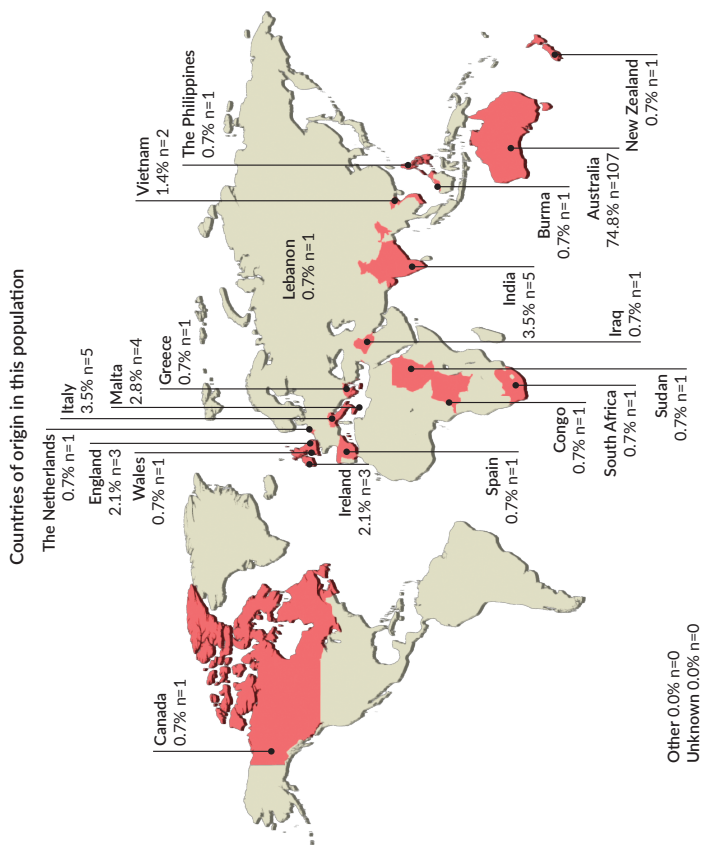 Countries of origin in this population
The Netherlands
0.7% n=1
Italy
3.5% n=5
England
2.1% n=3
Malta
2.8% n=4
Wales
0.7% n=1
Greece
0.7% n=1
Vietnam
1.4% n=2
The Philippines
0.7% n=1
Canada
0.7% n=1
Lebanon
0.7% n=1
Ireland
2.1% n=3
Spain
0.7% n=1
India
3.5% n=5
Burma
0.7% n=1
Australia
74.8% n=107
New Zealand
0.7% n=1
Iraq
0.7% n=1
Congo
0.7% n=1
South Africa
0.7% n=1
Sudan
0.7% n=1
Other 0.0% n=0
Unknown 0.0% n=0